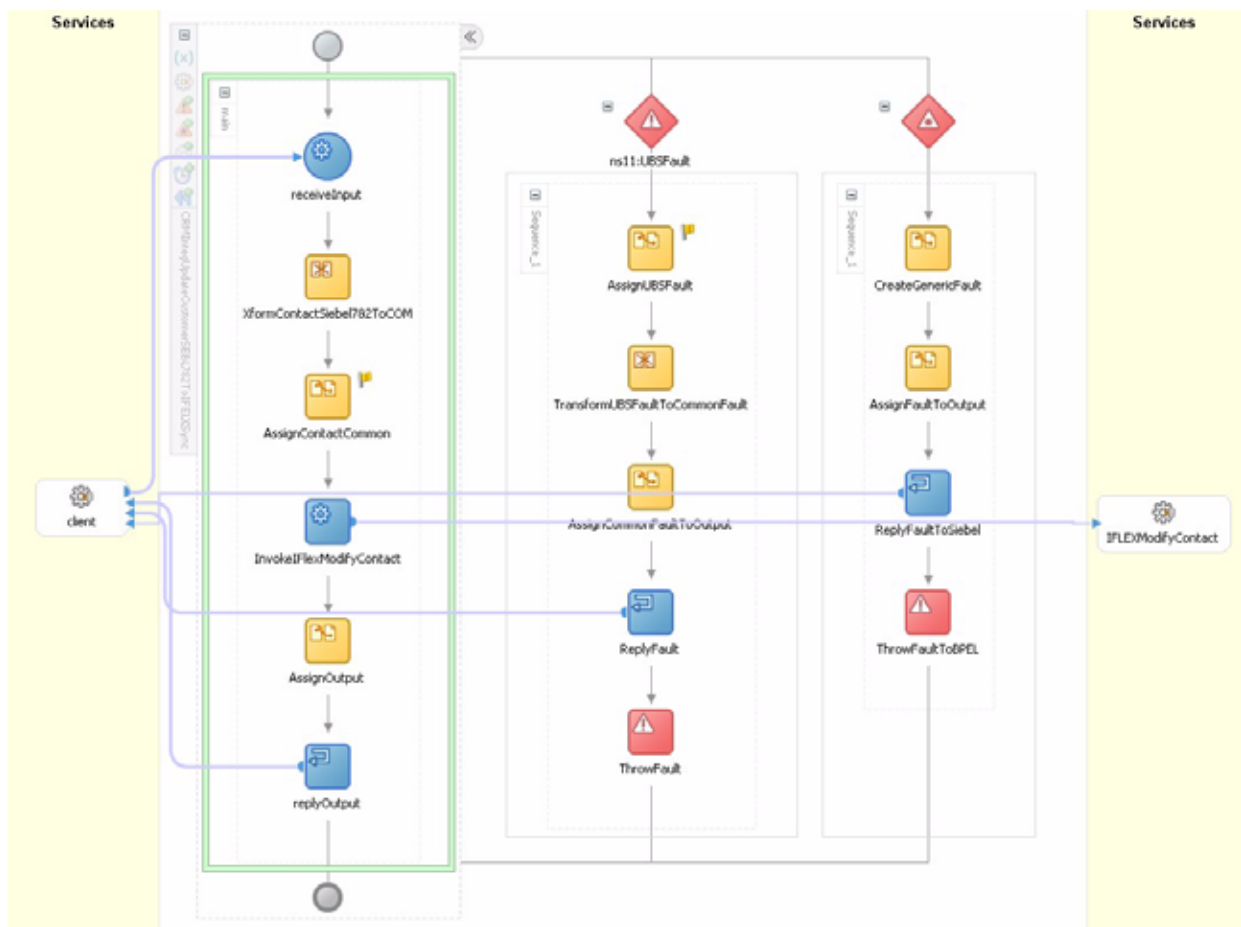 Services
Services
main
receiveInput
XformContactSiebel782ToCOM
AssignContactCommon
InvokeIFlexModifyContact
AssignOutput
replyOutput
client
ns11:UBSFault
Sequence_1
AssignUBSFault
TransformUBSFaultToCommonFault
AssignCommonFaultToOutput
ReplyFault
ThrowFault
Sequence_1
CreateGenericFault
AssignFaultToOutput
ReplyFaultToSiebel
ThrowFaultToBPEL
IFLEXModifyContact